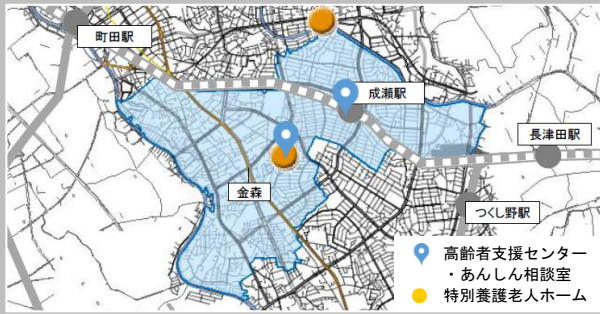 町田駅
成瀬駅
長津田駅
金森
つくし野駅
高齢者支援センター
・あんしん相談室
特別養護老人ホーム